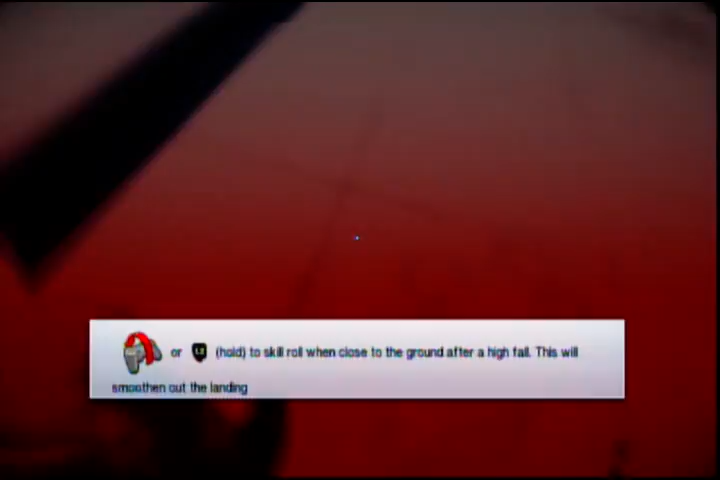 or L2 (hold) to skill roll when close to the ground after a high fall. This will
smoothen out the landing